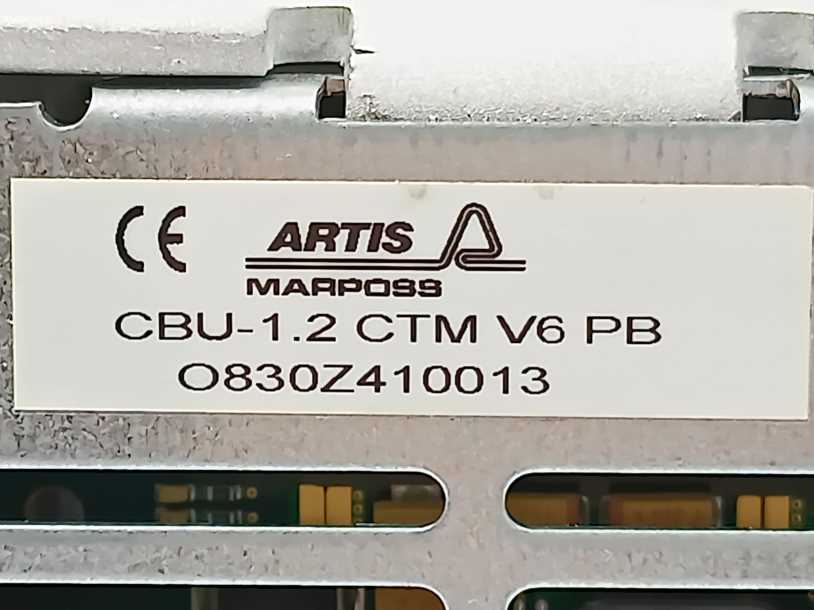 CE ARTIS
MARPOSS
CBU-1.2 CTM V6 PB
O830Z410013